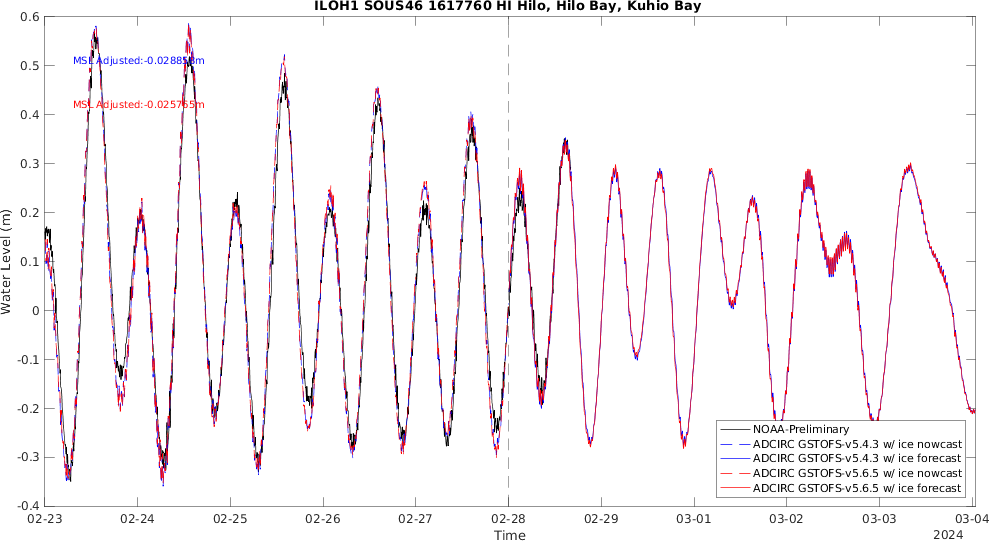 ILOH1 SOUS46 1617760 HI Hilo, Hilo Bay, Kuhio Bay
0.6
0.5
0.4
0.3
0.2
0.1
0
-0.1
-0.2
-0.3
-0.4
Water Level (m)
MSL Adjusted:-0.028858m
MSL Adjusted:-0.025765m
NOAA-Preliminary
ADCIRC GSTOFS-v5.4.3 w/ ice nowcast
ADCIRC GSTOFS-v5.4.3 w/ ice forecast
ADCIRC GSTOFS-v5.6.5 w/ ice nowcast
ADCIRC GSTOFS-v5.6.5 w/ ice forecast
02-23 02-24 02-25 02-26 02-27 02-28 02-29 03-01 03-02 03-03 03-04
Time
2024